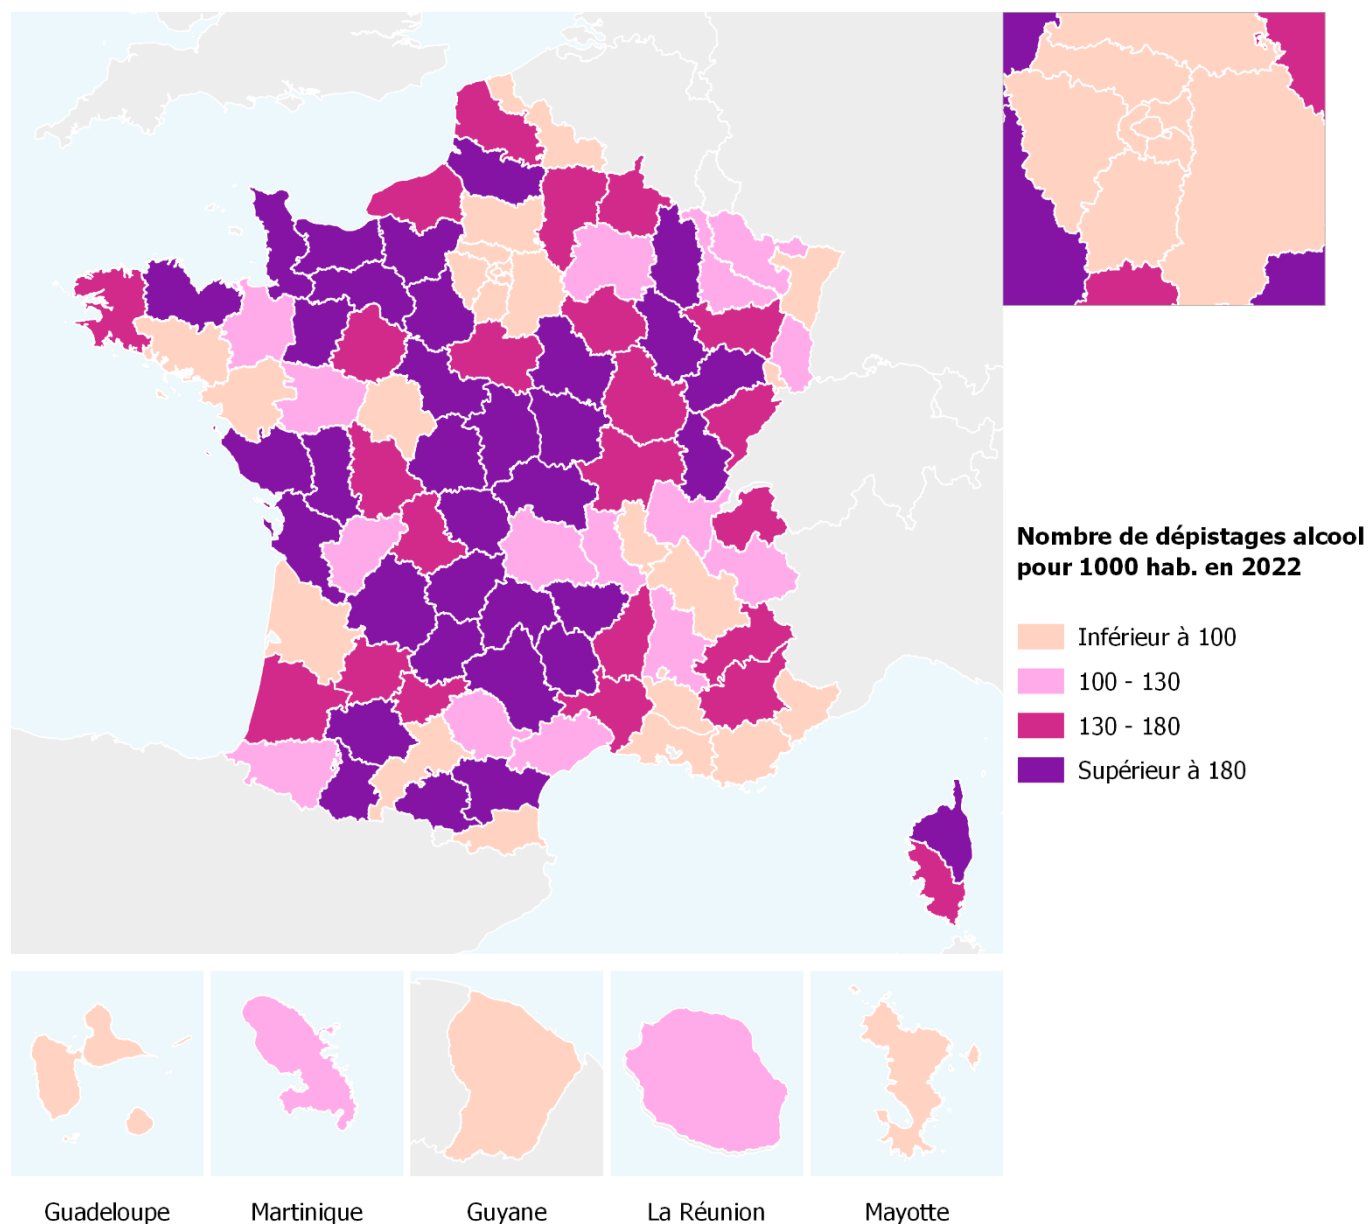 Nombre de dépistages alcool
pour 1000 hab. en 2022
Inférieur à 100
100 - 130
130 - 180
Supérieur à 180
Guadeloupe
Martinique
Guyane
La Réunion
Mayotte